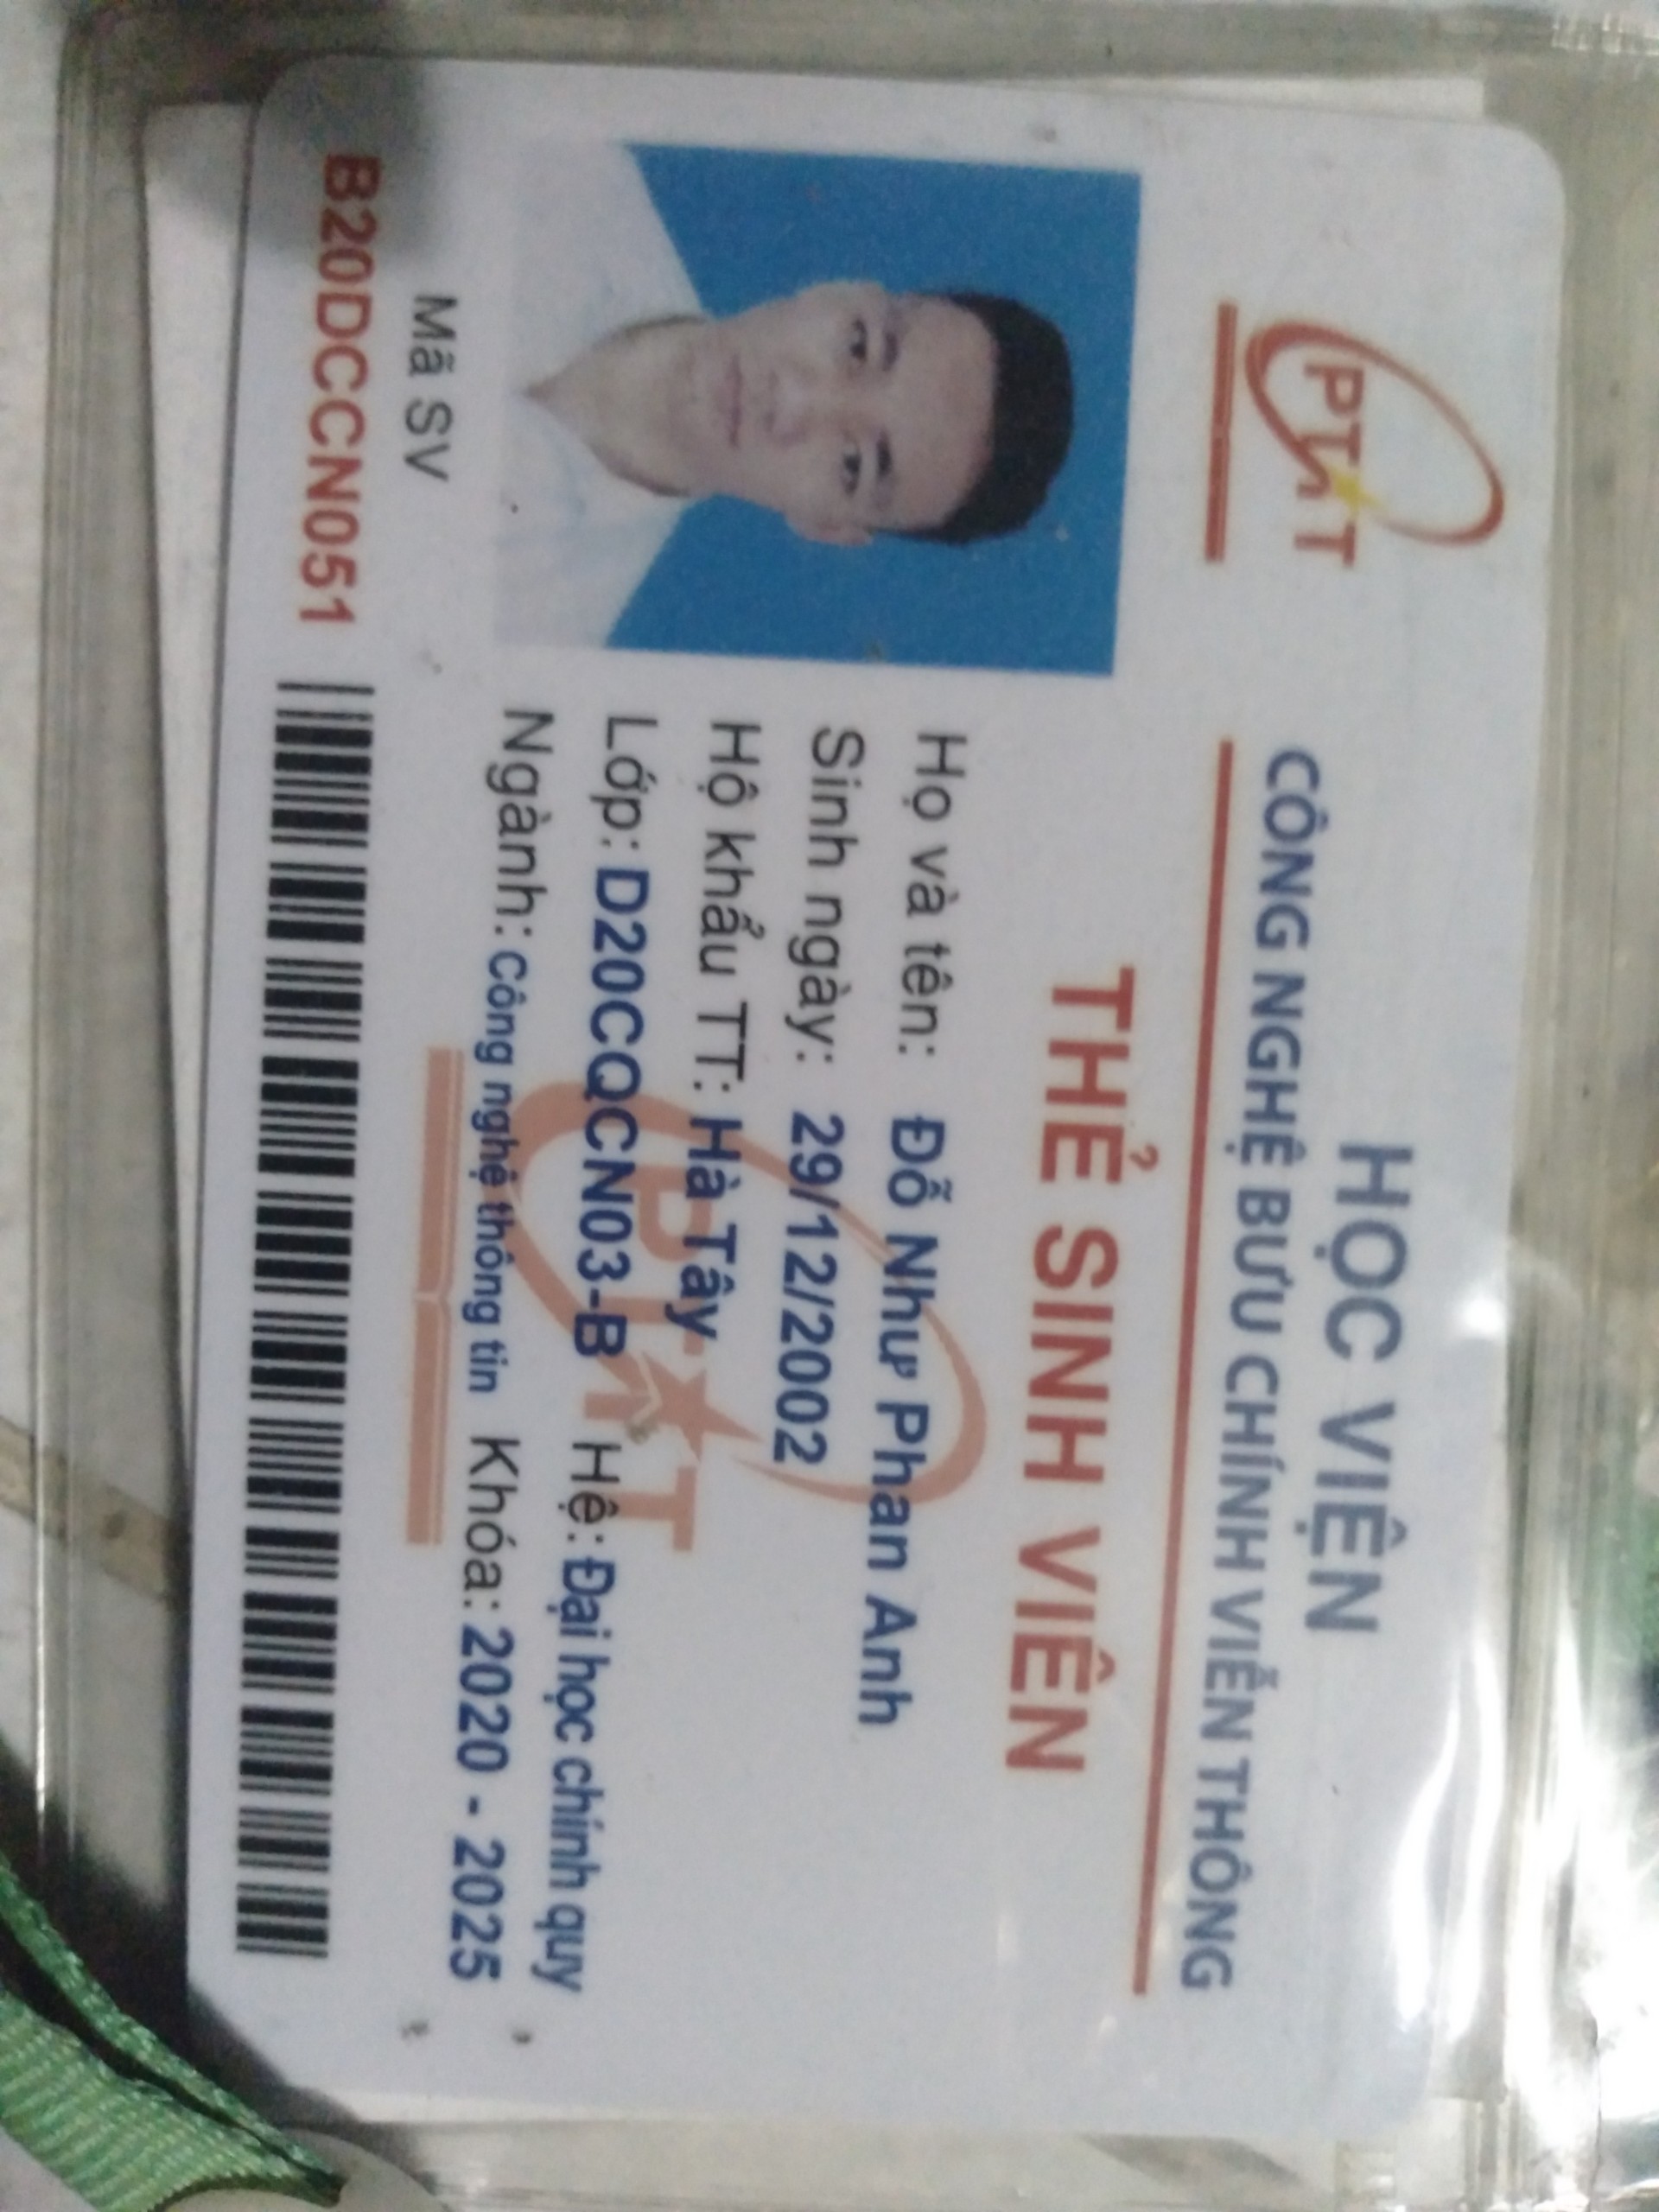 PTIT
HỌC VIỆN
CÔNG NGHỆ BƯU CHÍNH VIỄN THÔNG
THẺ SINH VIÊN
Họ và tên: Đỗ Như Phan Anh
Sinh ngày: 29/12/2002
Hộ khẩu TT: Hà Tây
Lớp: D20CQCN03-B Hệ: Đại học chính quy
Ngành: Công nghệ thông tin Khóa: 2020 - 2025
Mã SV
B20DCCN051
PTIT